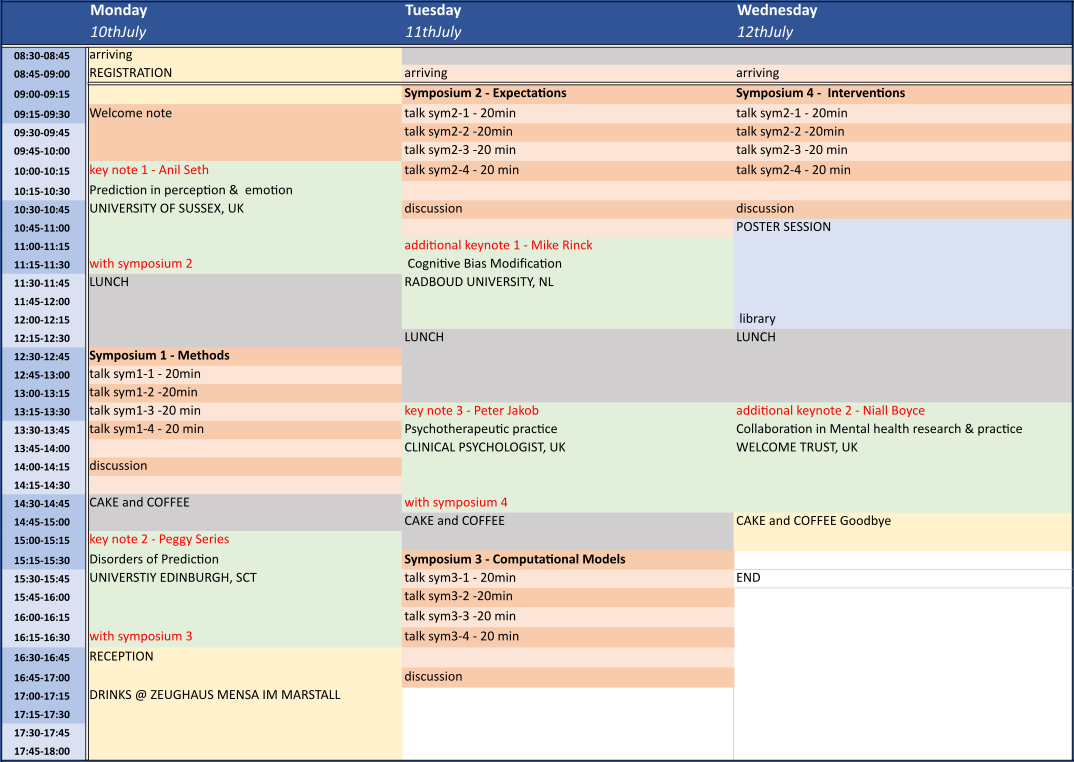 Monday Tuesday Wednesday
10thJuly 11thJuly 12thJuly
08:30-08:45 arriving
08:45-09:00 REGISTRATION arriving arriving
09:00-09:15 Symposium 2 - Expectations Symposium 4 - Interventions
09:15-09:30 Welcome note talk sym2-1 - 20min talk sym2-1 - 20min
09:30-09:45 talk sym2-2 -20min talk sym2-2 -20min
09:45-10:00 talk sym2-3 -20 min talk sym2-3 -20 min
10:00-10:15 key note 1 - Anil Seth talk sym2-4 - 20 min talk sym2-4 - 20 min
10:15-10:30 Prediction in perception & emotion
10:30-10:45 UNIVERSITY OF SUSSEX, UK discussion discussion
10:45-11:00 POSTER SESSION
11:00-11:15 additional keynote 1 - Mike Rinck
11:15-11:30 with symposium 2 Cognitive Bias Modification
11:30-11:45 LUNCH RADBOUD UNIVERSITY, NL
11:45-12:00
12:00-12:15 library
12:15-12:30 LUNCH LUNCH
12:30-12:45 Symposium 1 - Methods
12:45-13:00 talk sym1-1 - 20min
13:00-13:15 talk sym1-2 -20min
13:15-13:30 talk sym1-3 -20 min key note 3 - Peter Jakob additional keynote 2 - Niall Boyce
13:30-13:45 talk sym1-4 - 20 min Psychotherapeutic practice Collaboration in Mental health research & practice
13:45-14:00 CLINICAL PSYCHOLOGIST, UK WELCOME TRUST, UK
14:00-14:15 discussion
14:15-14:30
14:30-14:45 CAKE and COFFEE with symposium 4
14:45-15:00 CAKE and COFFEE CAKE and COFFEE Goodbye
15:00-15:15 key note 2 - Peggy Series
15:15-15:30 Disorders of Prediction Symposium 3 - Computational Models
15:30-15:45 UNIVERSTIY EDINBURGH, SCT talk sym3-1 - 20min END
15:45-16:00 talk sym3-2 -20min
16:00-16:15 talk sym3-3 -20 min
16:15-16:30 with symposium 3 talk sym3-4 - 20 min
16:30-16:45 RECEPTION
16:45-17:00 discussion
17:00-17:15 DRINKS @ ZEUGHAUS MENSA IM MARSTALL
17:15-17:30
17:30-17:45
17:45-18:00